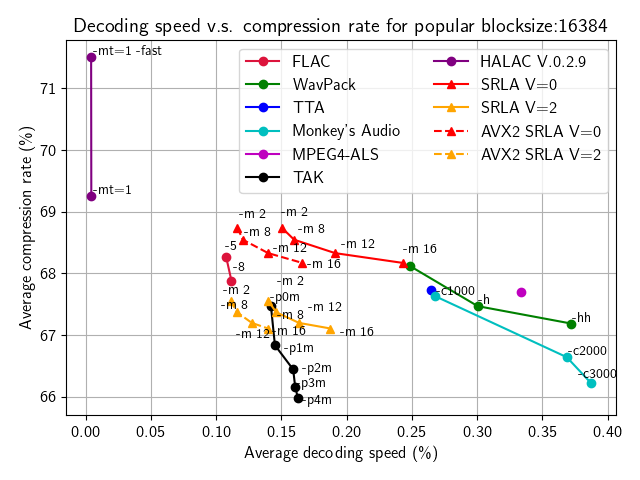 Decoding speed v.s. compression rate for popular blocksize:16384
Average compression rate (%)
71
70
69
68
67
66
0.00 0.05 0.10 0.15 0.20 0.25 0.30 0.35 0.40
Average decoding speed (%)
FLAC
WavPack
TTA
Monkey's Audio
MPEG4-ALS
TAK
HALAC V.0.2.9
SRLA V=0
SRLA V=2
AVX2 SRLA V=0
AVX2 SRLA V=2
-mt=1 -fast
-mt=1
-m 2 -m 2
-m 8 -m 8
-m 12 -m 12 -m 16
-5 -m 16
-8
-m 2 -m 2 -c1000
-p0m -h
-m 8 -m 8 -m 12 -hh
-m 12 -m 16 -m 16
-p1m -c2000
-p2m -c3000
-p3m
-p4m